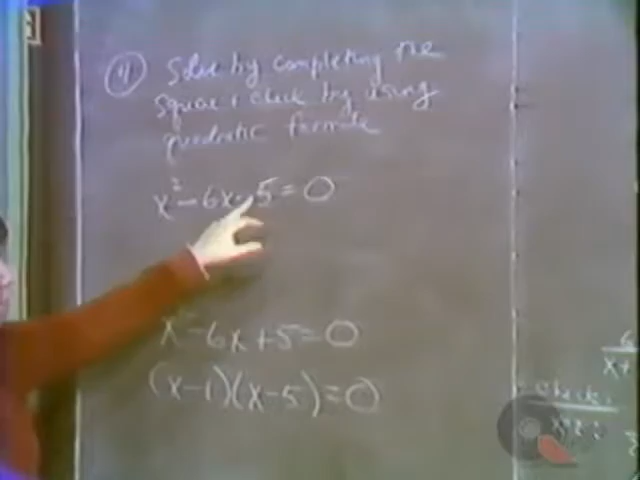 ④ Solve by completing the
square & check by using
quadratic formula
x² - 6x - 5 = 0
x² - 6x + 5 = 0
(x - 1)(x - 5) = 0
check:
6
x+